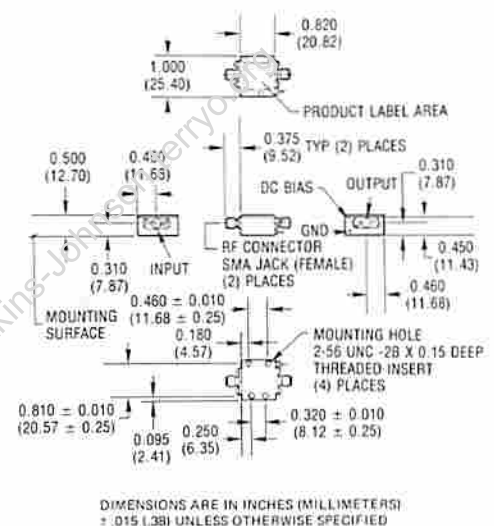 0.820
(20.82)
1.000
(25.40)
PRODUCT LABEL AREA
0.375 TYP (2) PLACES
(9.52)
0.500
(12.70)
DC BIAS
OUTPUT
0.310
(7.87)
GND
0.450
(11.43)
0.310
(7.87)
INPUT
RF CONNECTOR
SMA JACK (FEMALE)
(2) PLACES
0.460
(11.68)
MOUNTING
SURFACE
0.460 ± 0.010
(11.68 ± 0.25)
0.180
(4.57)
MOUNTING HOLE
2-56 UNC -2B X 0.15 DEEP
THREADED INSERT
(4) PLACES
0.810 ± 0.010
(20.57 ± 0.25)
0.095
(2.41)
0.250
(6.35)
0.320 ± 0.010
(8.12 ± 0.25)
DIMENSIONS ARE IN INCHES (MILLIMETERS)
± .015 (.38) UNLESS OTHERWISE SPECIFIED